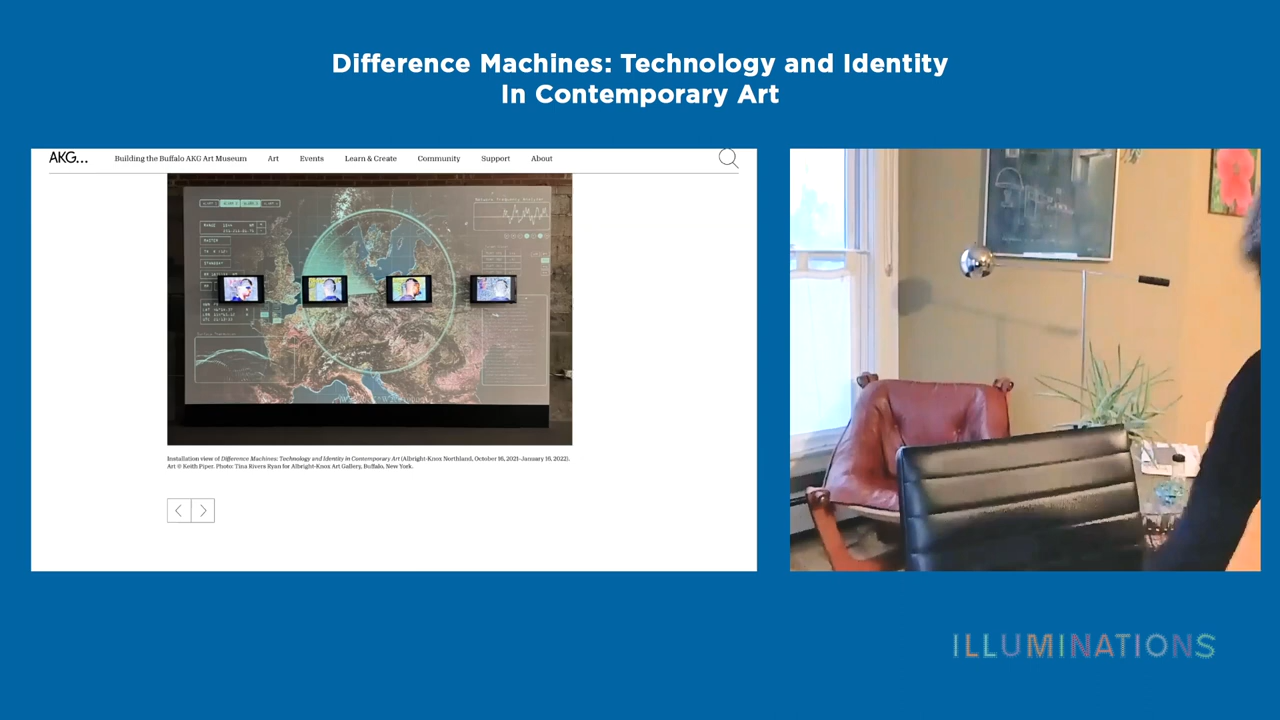 Difference Machines: Technology and Identity
In Contemporary Art
AKG...
Building the Buffalo AKG Art Museum
Art
Events
Learn & Create
Community
Support
About
Installation view of Difference Machines: Technology and Identity in Contemporary Art (Albright-Knox Northland, October 16, 2021–January 16, 2022).
Art © Keith Piper. Photo: Tina Rivers Ryan for Albright-Knox Art Gallery, Buffalo, New York.
ILLUMINATIONS